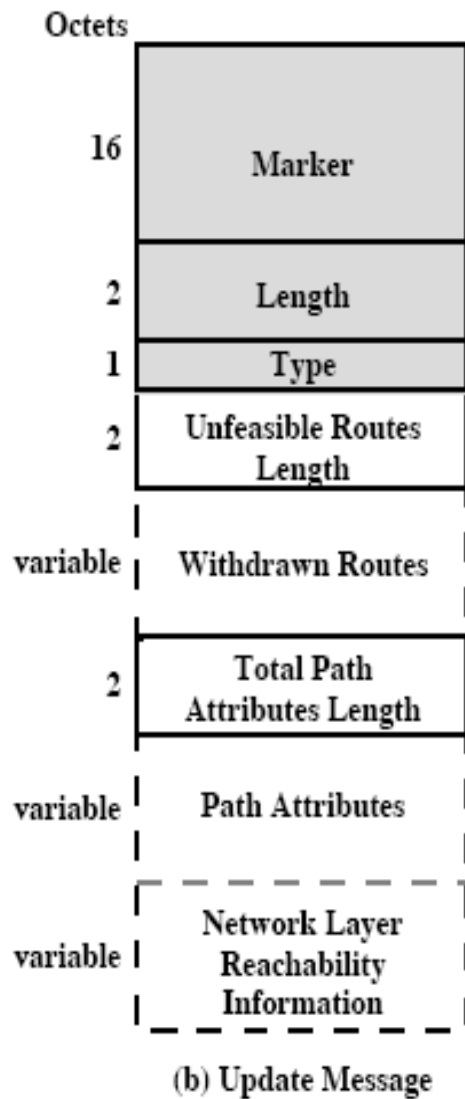 Octets
16
Marker
2
Length
1
Type
2
Unfeasible Routes
Length
variable
Withdrawn Routes
2
Total Path
Attributes Length
variable
Path Attributes
variable
Network Layer
Reachability
Information
(b) Update Message